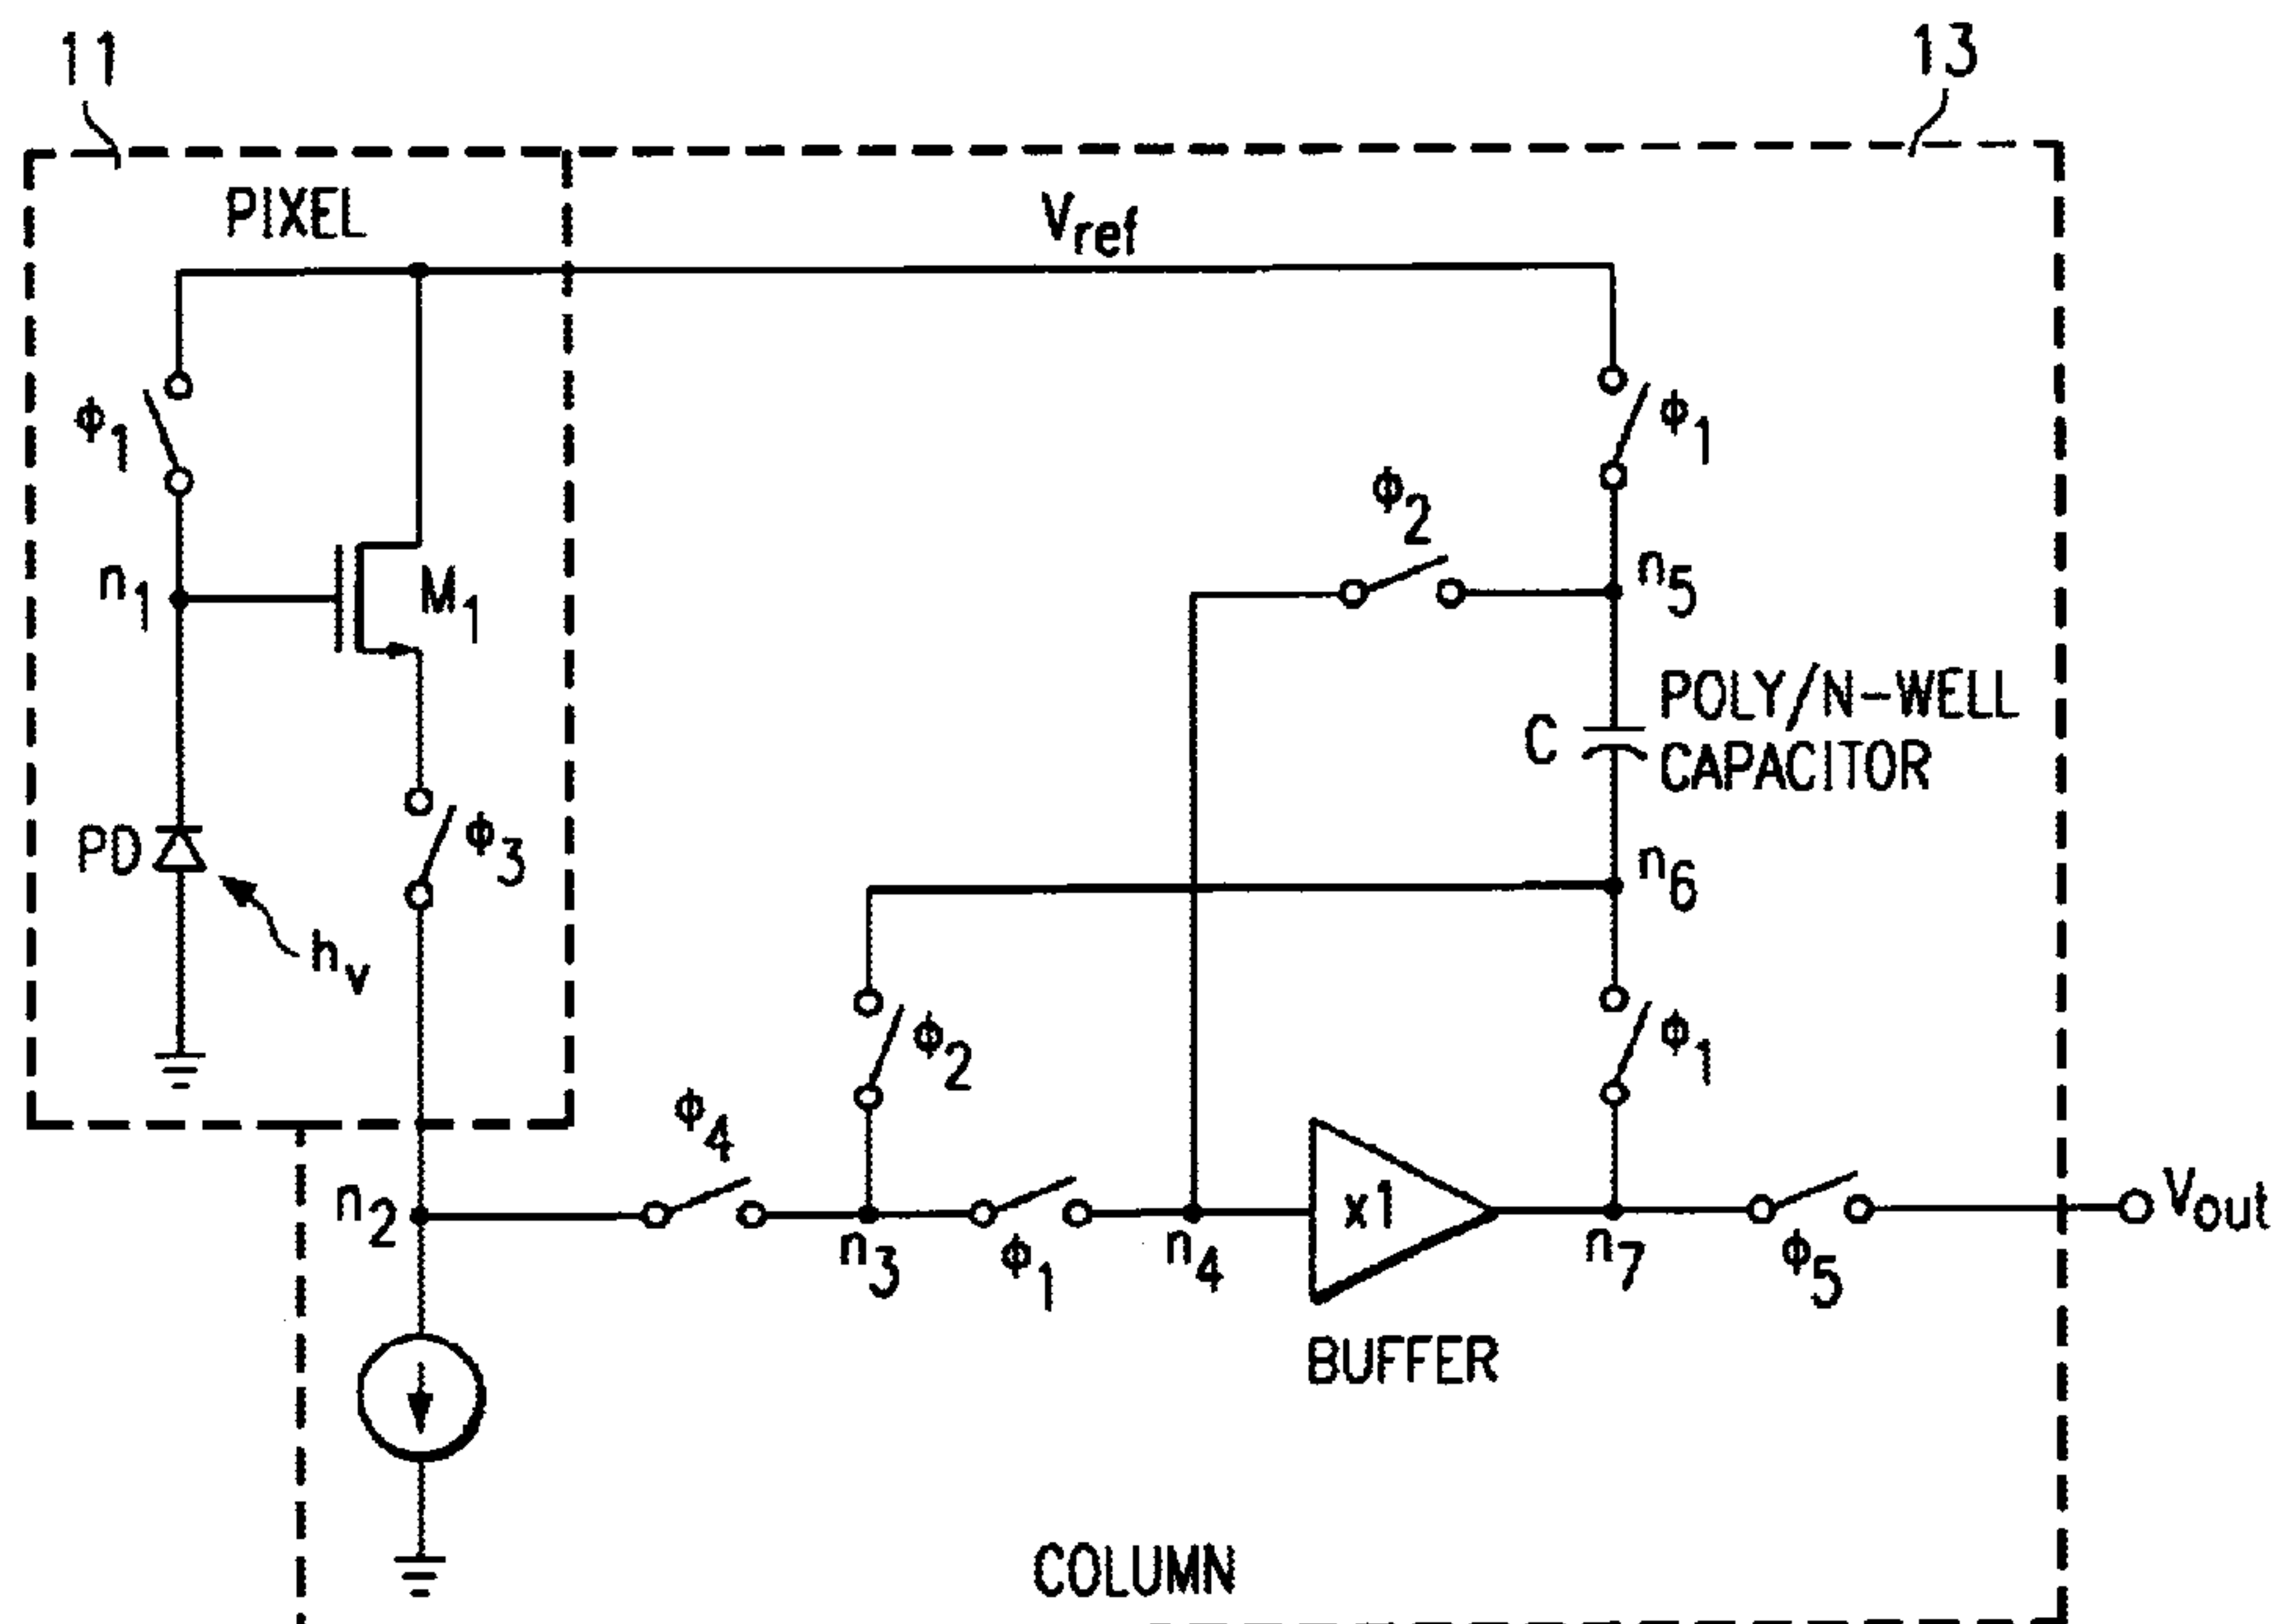 11
13
PIXEL
Vref
ϕ1
ϕ1
ϕ2
n1
M1
n5
POLY/N-WELL
CAPACITOR
C
PD
ϕ3
n6
hv
ϕ2
ϕ1
ϕ4
n2
n3
ϕ1
n4
x1
n7
ϕ5
Vout
BUFFER
COLUMN